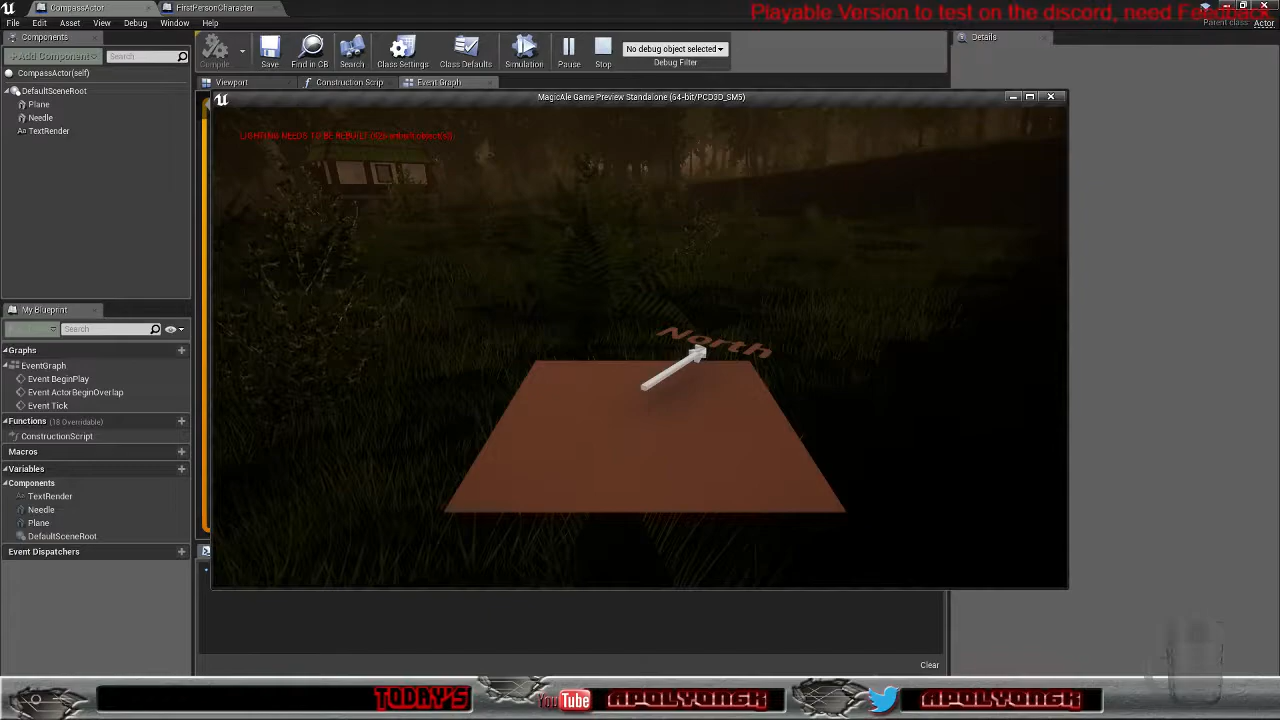 CompassActor
FirstPersonCharacter
Playable Version to test on the discord, need Feedback.
File Edit Asset View Debug Window Help
Parent class: Actor
Components
Details
+Add Component
Search
Compile
Save
Find in CB
Search
Class Settings
Class Defaults
Simulation
Pause
Stop
No debug object selected
Debug Filter
CompassActor(self)
DefaultSceneRoot
Plane
Needle
TextRender
Viewport
Construction Scrip
Event Graph
MagicAle Game Preview Standalone (64-bit/PCD3D_SM5)
North
My Blueprint
Search
Graphs
EventGraph
Event BeginPlay
Event ActorBeginOverlap
Event Tick
Functions (18 Overridable)
ConstructionScript
Macros
Variables
Components
TextRender
Needle
Plane
DefaultSceneRoot
Event Dispatchers
Clear
TODAY'S
YouTube
APOLYON6K
APOLYON6K